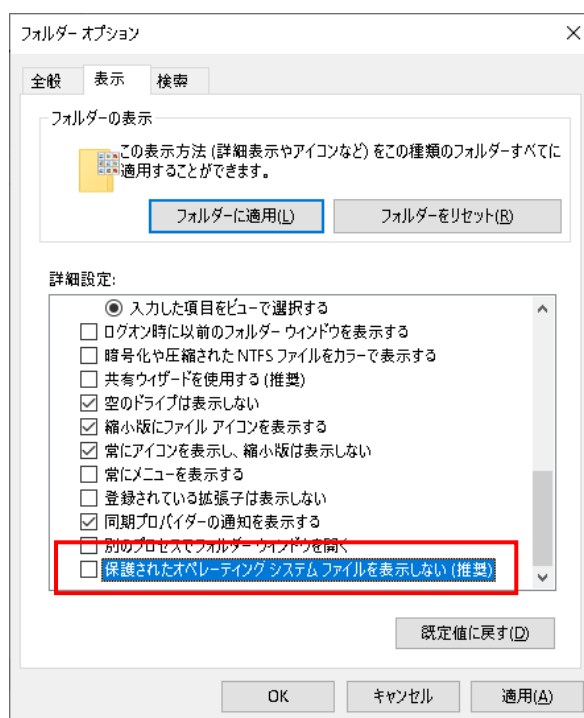 フォルダー オプション
全般
表示
検索
フォルダーの表示
この表示方法 (詳細表示やアイコンなど) をこの種類のフォルダーすべてに
適用することができます。
フォルダーに適用(L)
フォルダーをリセット(R)
詳細設定:
入力した項目をビューで選択する
ログオン時に以前のフォルダー ウィンドウを表示する
暗号化や圧縮された NTFS ファイルをカラーで表示する
共有ウィザードを使用する (推奨)
空のドライブは表示しない
縮小版にファイル アイコンを表示する
常にアイコンを表示し、縮小版は表示しない
常にメニューを表示する
登録されている拡張子は表示しない
同期プロバイダーの通知を表示する
別のプロセスでフォルダー ウィンドウを開く
保護されたオペレーティング システム ファイルを表示しない (推奨)
既定値に戻す(D)
OK
キャンセル
適用(A)